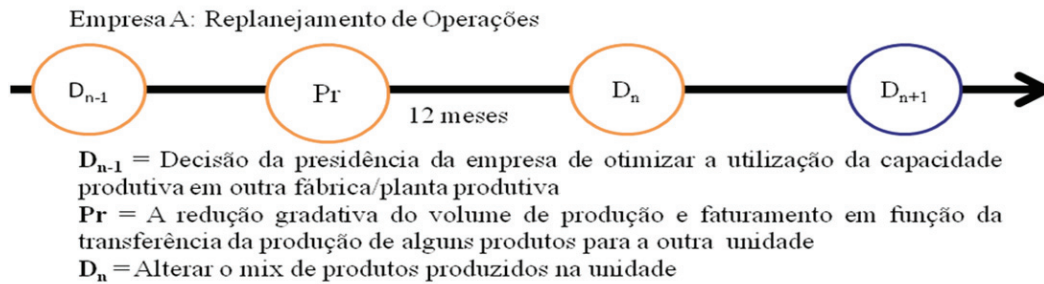 Empresa A: Replanejamento de Operações
Dn-1 Pr Dn Dn+1
12 meses
Dn-1 = Decisão da presidência da empresa de otimizar a utilização da capacidade
produtiva em outra fábrica/planta produtiva
Pr = A redução gradativa do volume de produção e faturamento em função da
transferência da produção de alguns produtos para a outra unidade
Dn = Alterar o mix de produtos produzidos na unidade